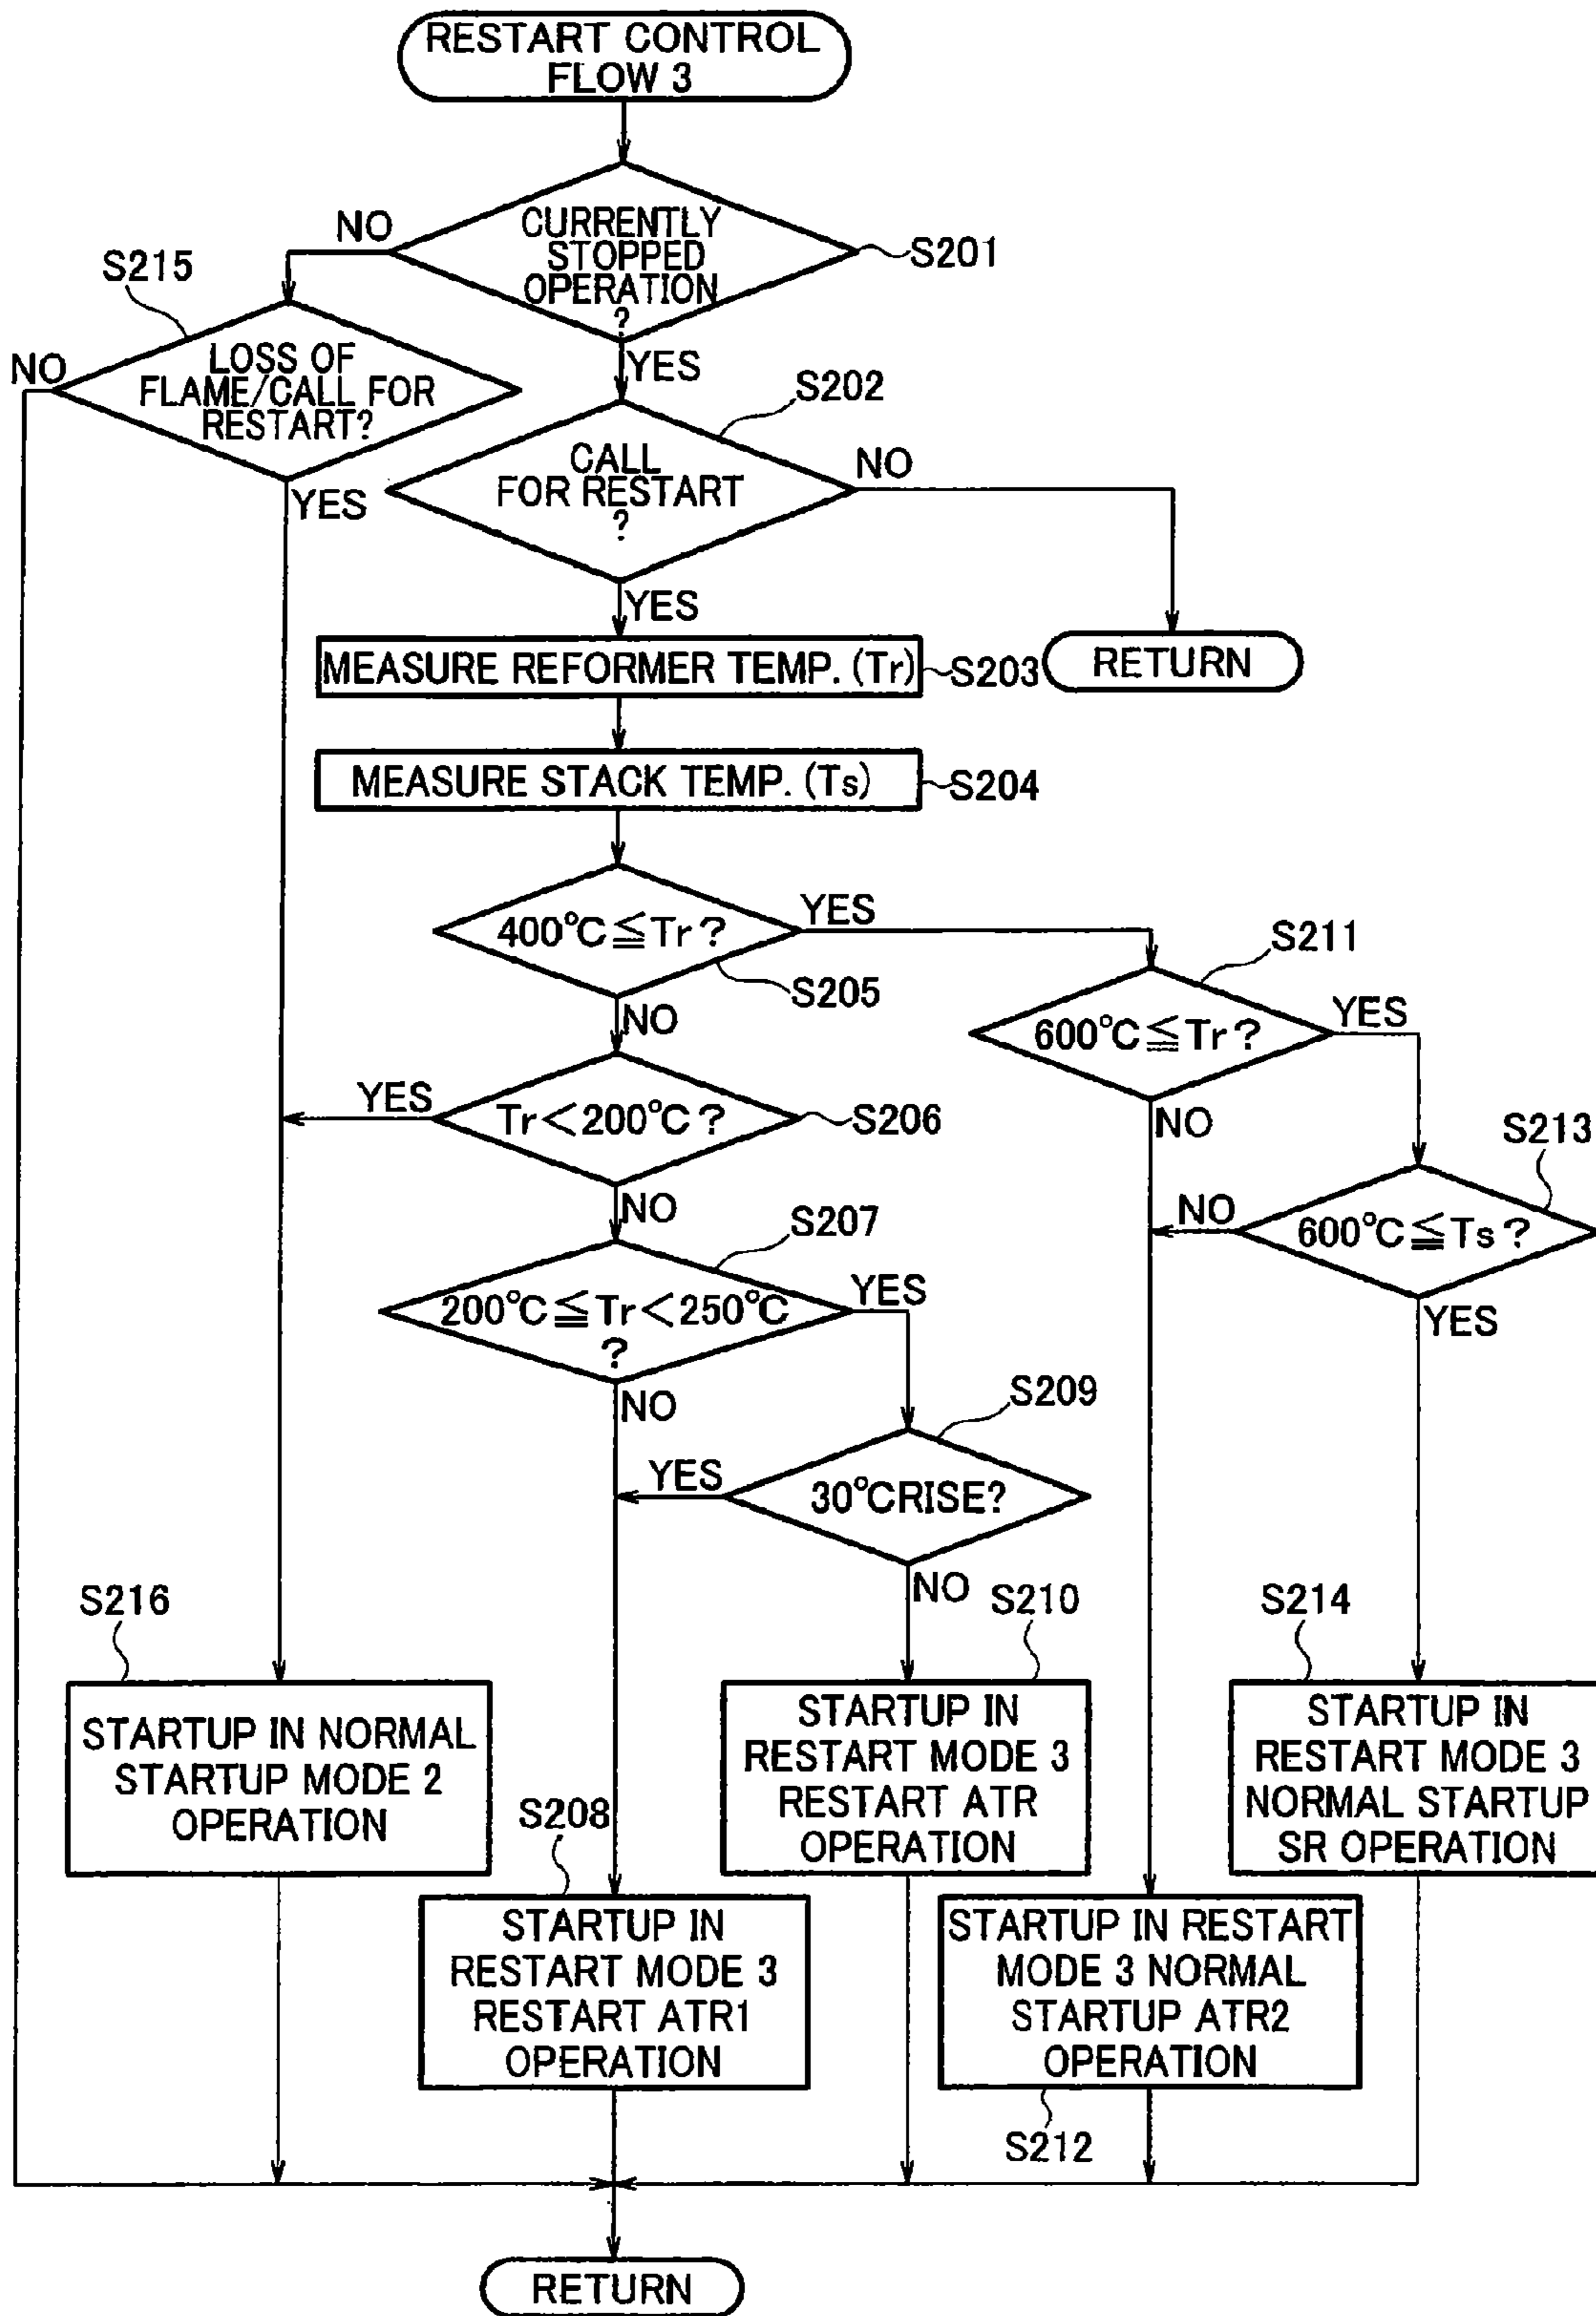 RESTART CONTROL
FLOW 3
NO
CURRENTLY
STOPPED
OPERATION
?
S201
S215
YES
NO
LOSS OF
FLAME/CALL FOR
RESTART?
YES
S202
CALL
FOR RESTART
?
NO
YES
MEASURE REFORMER TEMP. (Tr)
S203
RETURN
MEASURE STACK TEMP. (Ts)
S204
400°C≦Tr?
YES
S205
NO
S211
600°C≦Tr?
YES
NO
YES
Tr<200°C?
S206
NO
S213
NO
600°C≦Ts?
YES
S207
200°C≦Tr<250°C
?
YES
NO
S209
YES
30°CRISE?
NO
S216
STARTUP IN NORMAL
STARTUP MODE 2
OPERATION
S210
STARTUP IN
RESTART MODE 3
RESTART ATR
OPERATION
S214
STARTUP IN
RESTART MODE 3
NORMAL STARTUP
SR OPERATION
S208
STARTUP IN
RESTART MODE 3
RESTART ATR1
OPERATION
STARTUP IN RESTART
MODE 3 NORMAL
STARTUP ATR2
OPERATION
S212
RETURN